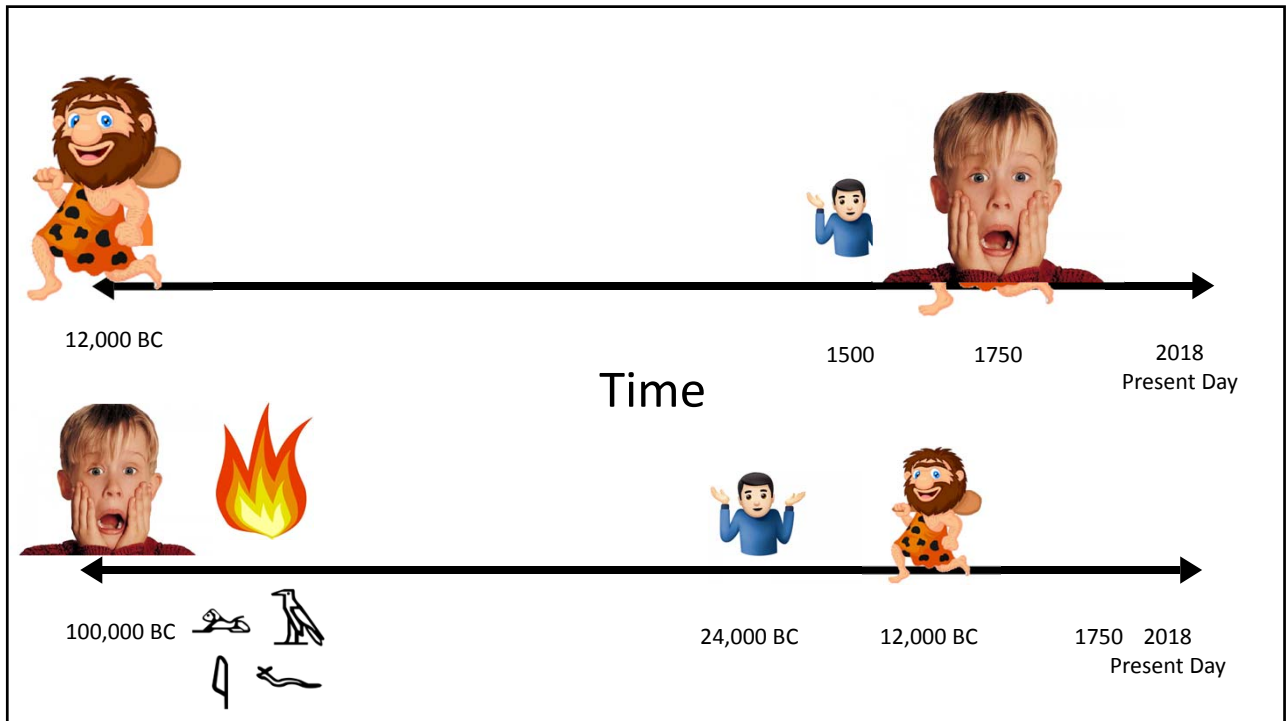 12,000 BC
1500
1750
2018
Present Day
Time
100,000 BC
24,000 BC
12,000 BC
1750
2018
Present Day